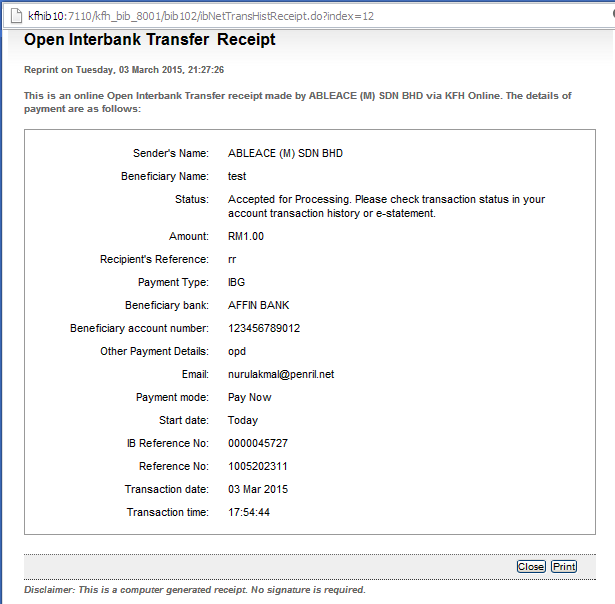 kfhib10:7110/kfh_bib_8001/bib102/ibNetTransHistReceipt.do?index=12
Open Interbank Transfer Receipt
Reprint on Tuesday, 03 March 2015, 21:27:26
This is an online Open Interbank Transfer receipt made by ABLEACE (M) SDN BHD via KFH Online. The details of
payment are as follows:
Sender's Name: ABLEACE (M) SDN BHD
Beneficiary Name: test
Status: Accepted for Processing. Please check transaction status in your
account transaction history or e-statement.
Amount: RM1.00
Recipient's Reference: rr
Payment Type: IBG
Beneficiary bank: AFFIN BANK
Beneficiary account number: 123456789012
Other Payment Details: opd
Email: nurulakmal@penril.net
Payment mode: Pay Now
Start date: Today
IB Reference No: 0000045727
Reference No: 1005202311
Transaction date: 03 Mar 2015
Transaction time: 17:54:44
Close Print
Disclaimer: This is a computer generated receipt. No signature is required.